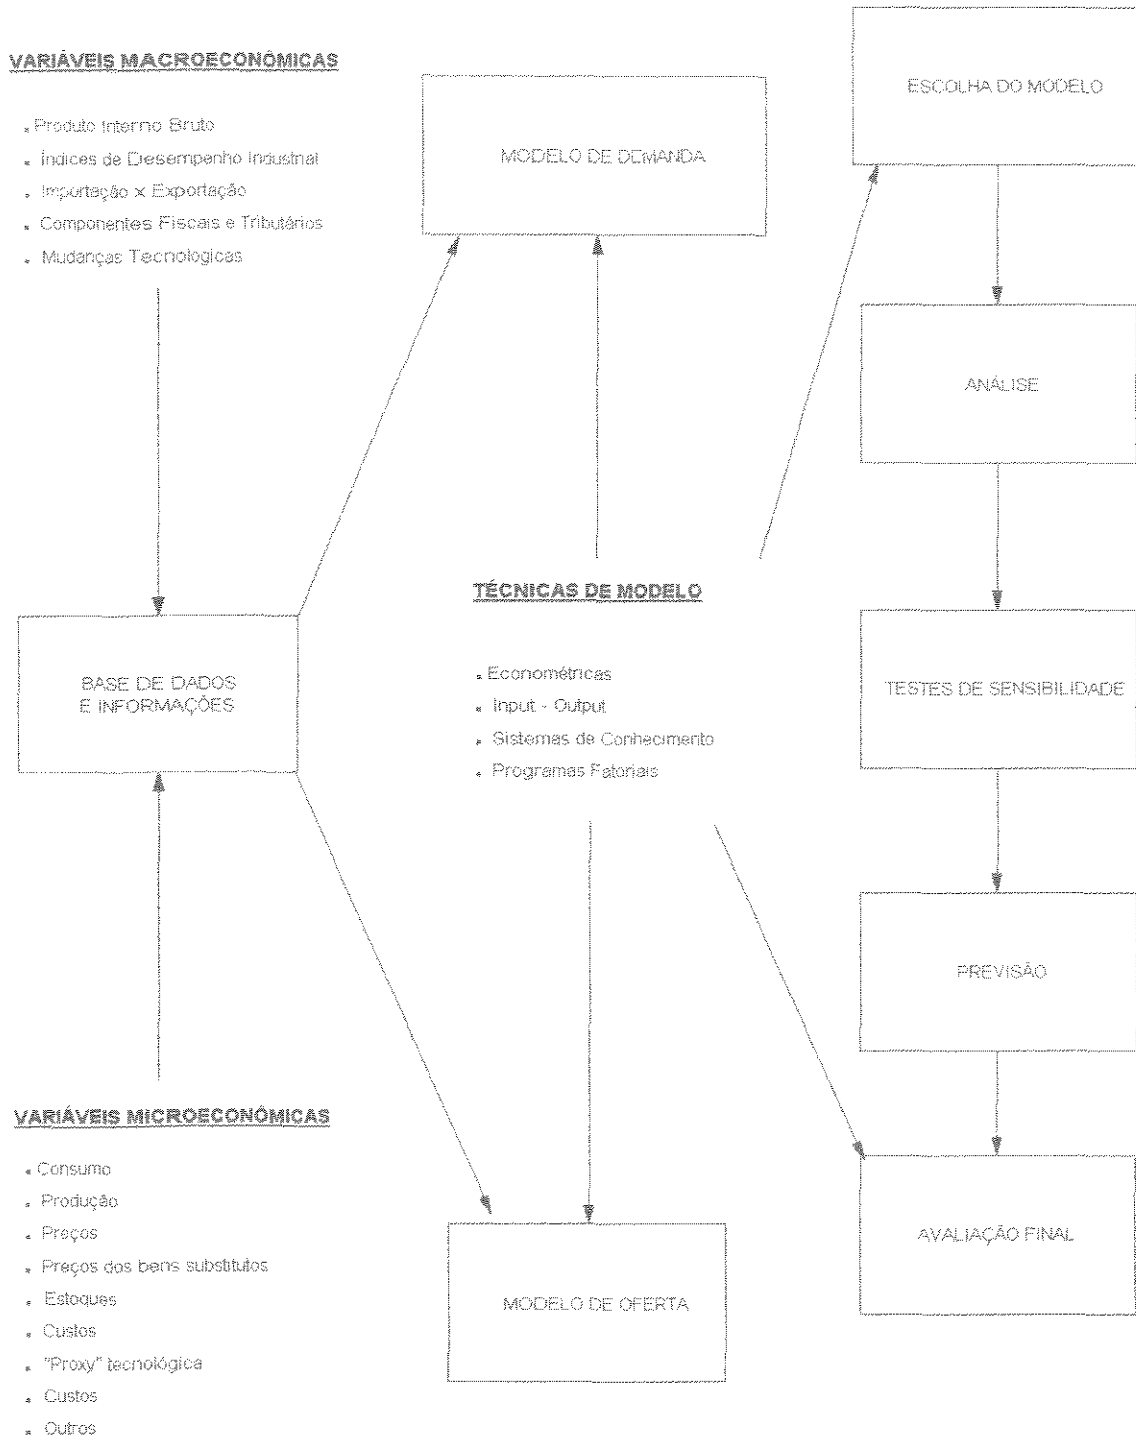 VARIÁVEIS MACROECONÔMICAS
. Produto Interno Bruto
. Índices de Desempenho Industrial
. Importação x Exportação
. Componentes Fiscais e Tributários
. Mudanças Tecnologicas
MODELO DE DEMANDA
ESCOLHA DO MODELO
ANÁLISE
TÉCNICAS DE MODELO
. Econométricas
. Input - Output
. Sistemas de Conhecimento
. Programas Fatoriais
BASE DE DADOS
E INFORMAÇÕES
TESTES DE SENSIBILIDADE
PREVISÃO
VARIÁVEIS MICROECONÔMICAS
. Consumo
. Produção
. Preços
. Preços dos bens substitutos
. Estoques
. Custos
. "Proxy" tecnológica
. Custos
. Outros
MODELO DE OFERTA
AVALIAÇÃO FINAL